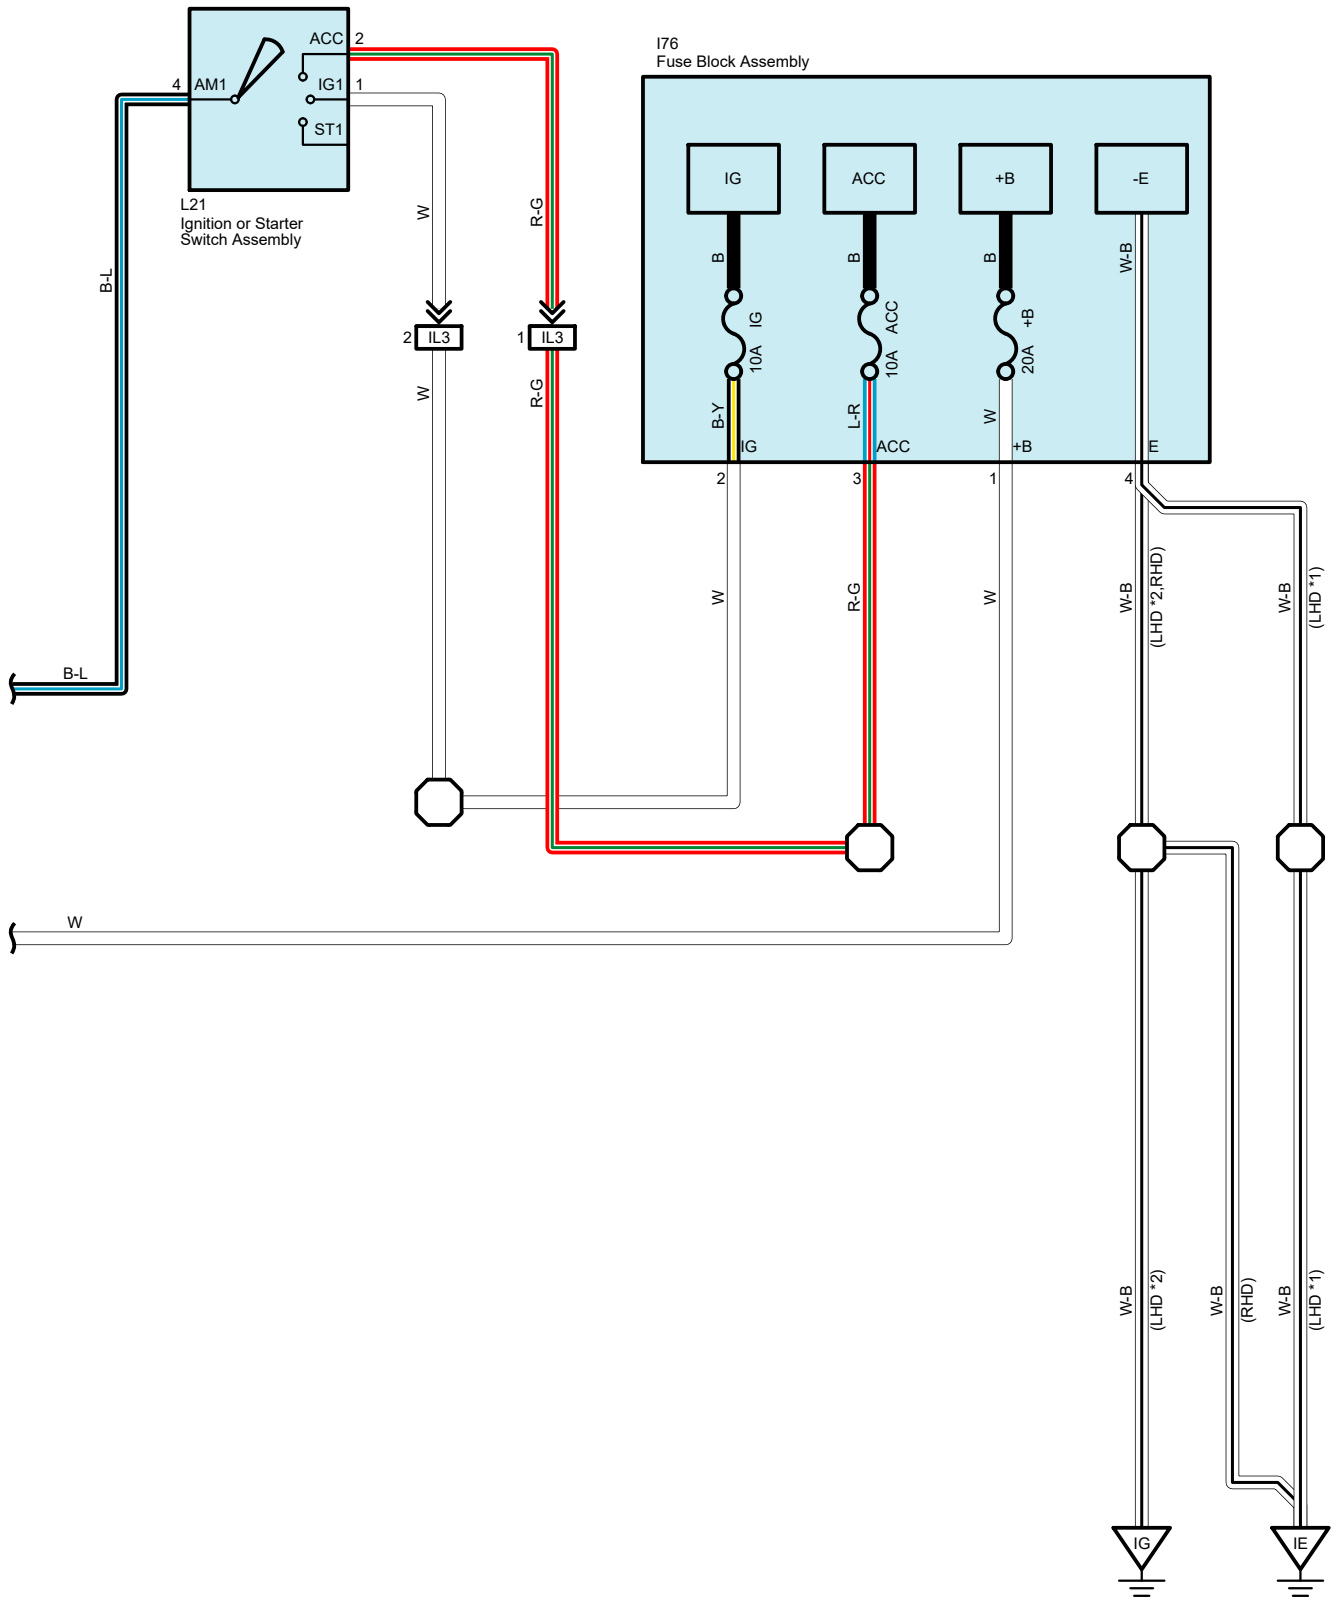 ACC 2
4 AM1
IG1 1
ST1
L21
Ignition or Starter
Switch Assembly
B-L
W
R-G
2 IL3
1 IL3
W
R-G
B-L
W
I76
Fuse Block Assembly
IG
ACC
+B
-E
B
B
B
W-B
IG
10A
ACC
10A
+B
20A
B-Y
L-R
W
IG
ACC
+B
E
2
3
1
4
W
R-G
W
W-B
(LHD *2,RHD)
W-B
(LHD *1)
W-B
(LHD *2)
W-B
(RHD)
W-B
(LHD *1)
IG
IE